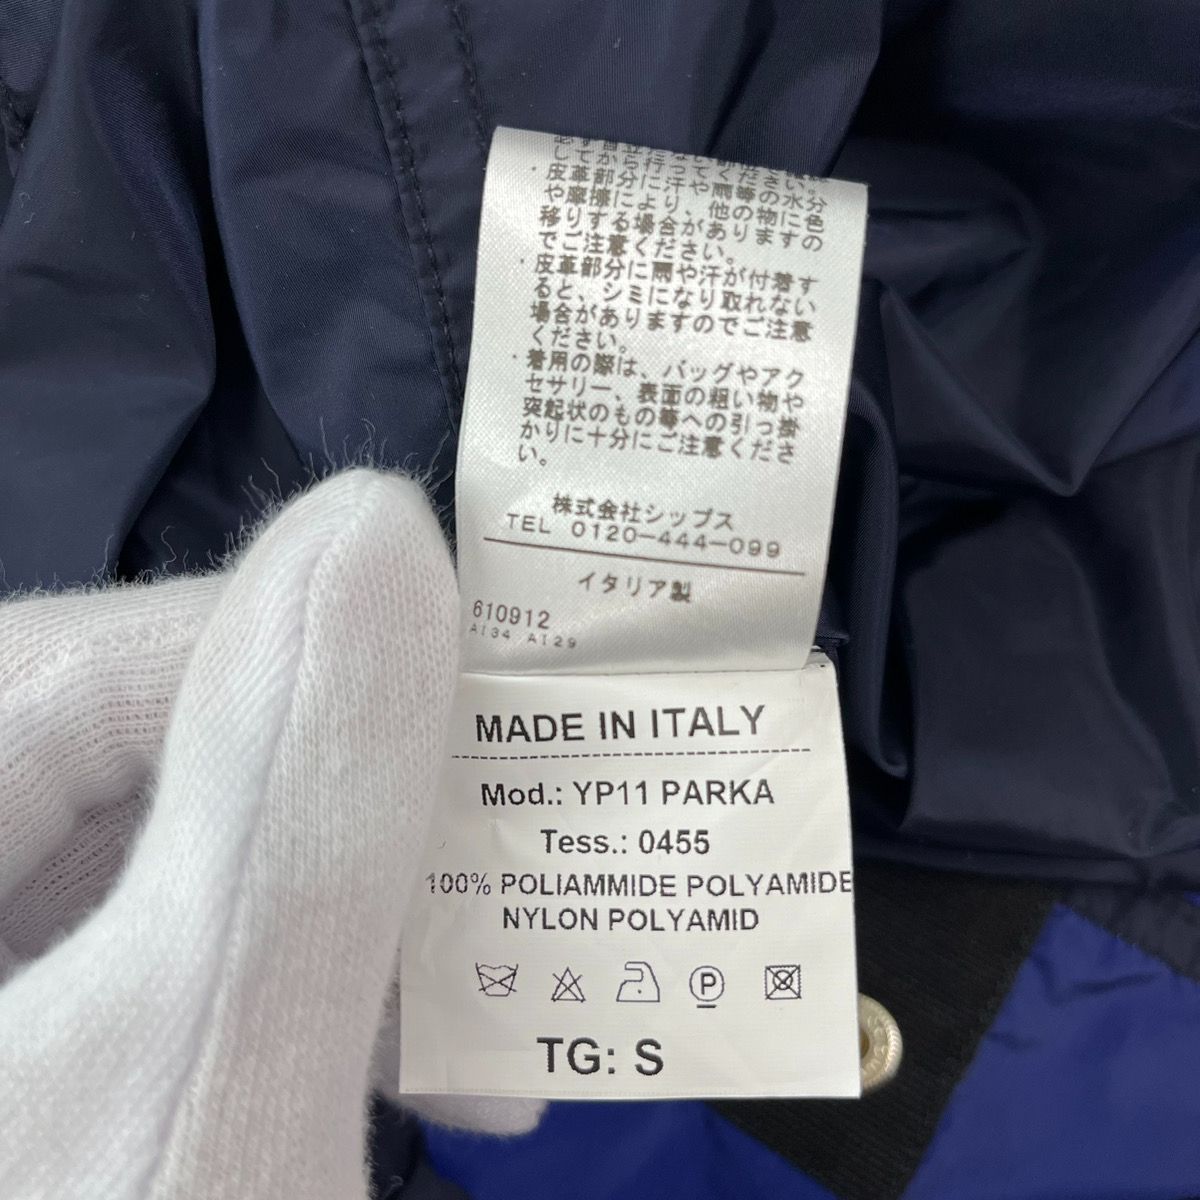 してから行ってください。
・皮革部分に汗や雨等の水分
や摩擦により、他の物に色
移りする場合がありますの
でご注意ください。
・皮革部分に雨や汗が付着す
ると、シミになり取れない
場合がありますのでご注意
ください。
・着用の際は、バッグやアク
セサリー、表面の粗い物や
突起状のもの等への引っ掛
かりに十分にご注意くださ
い。
株式会社シップス
TEL 0120-444-099
イタリア製
610912
AI34 AI29
MADE IN ITALY
Mod.: YP11 PARKA
Tess.: 0455
100% POLIAMMIDE POLYAMIDE
NYLON POLYAMID
P
TG: S